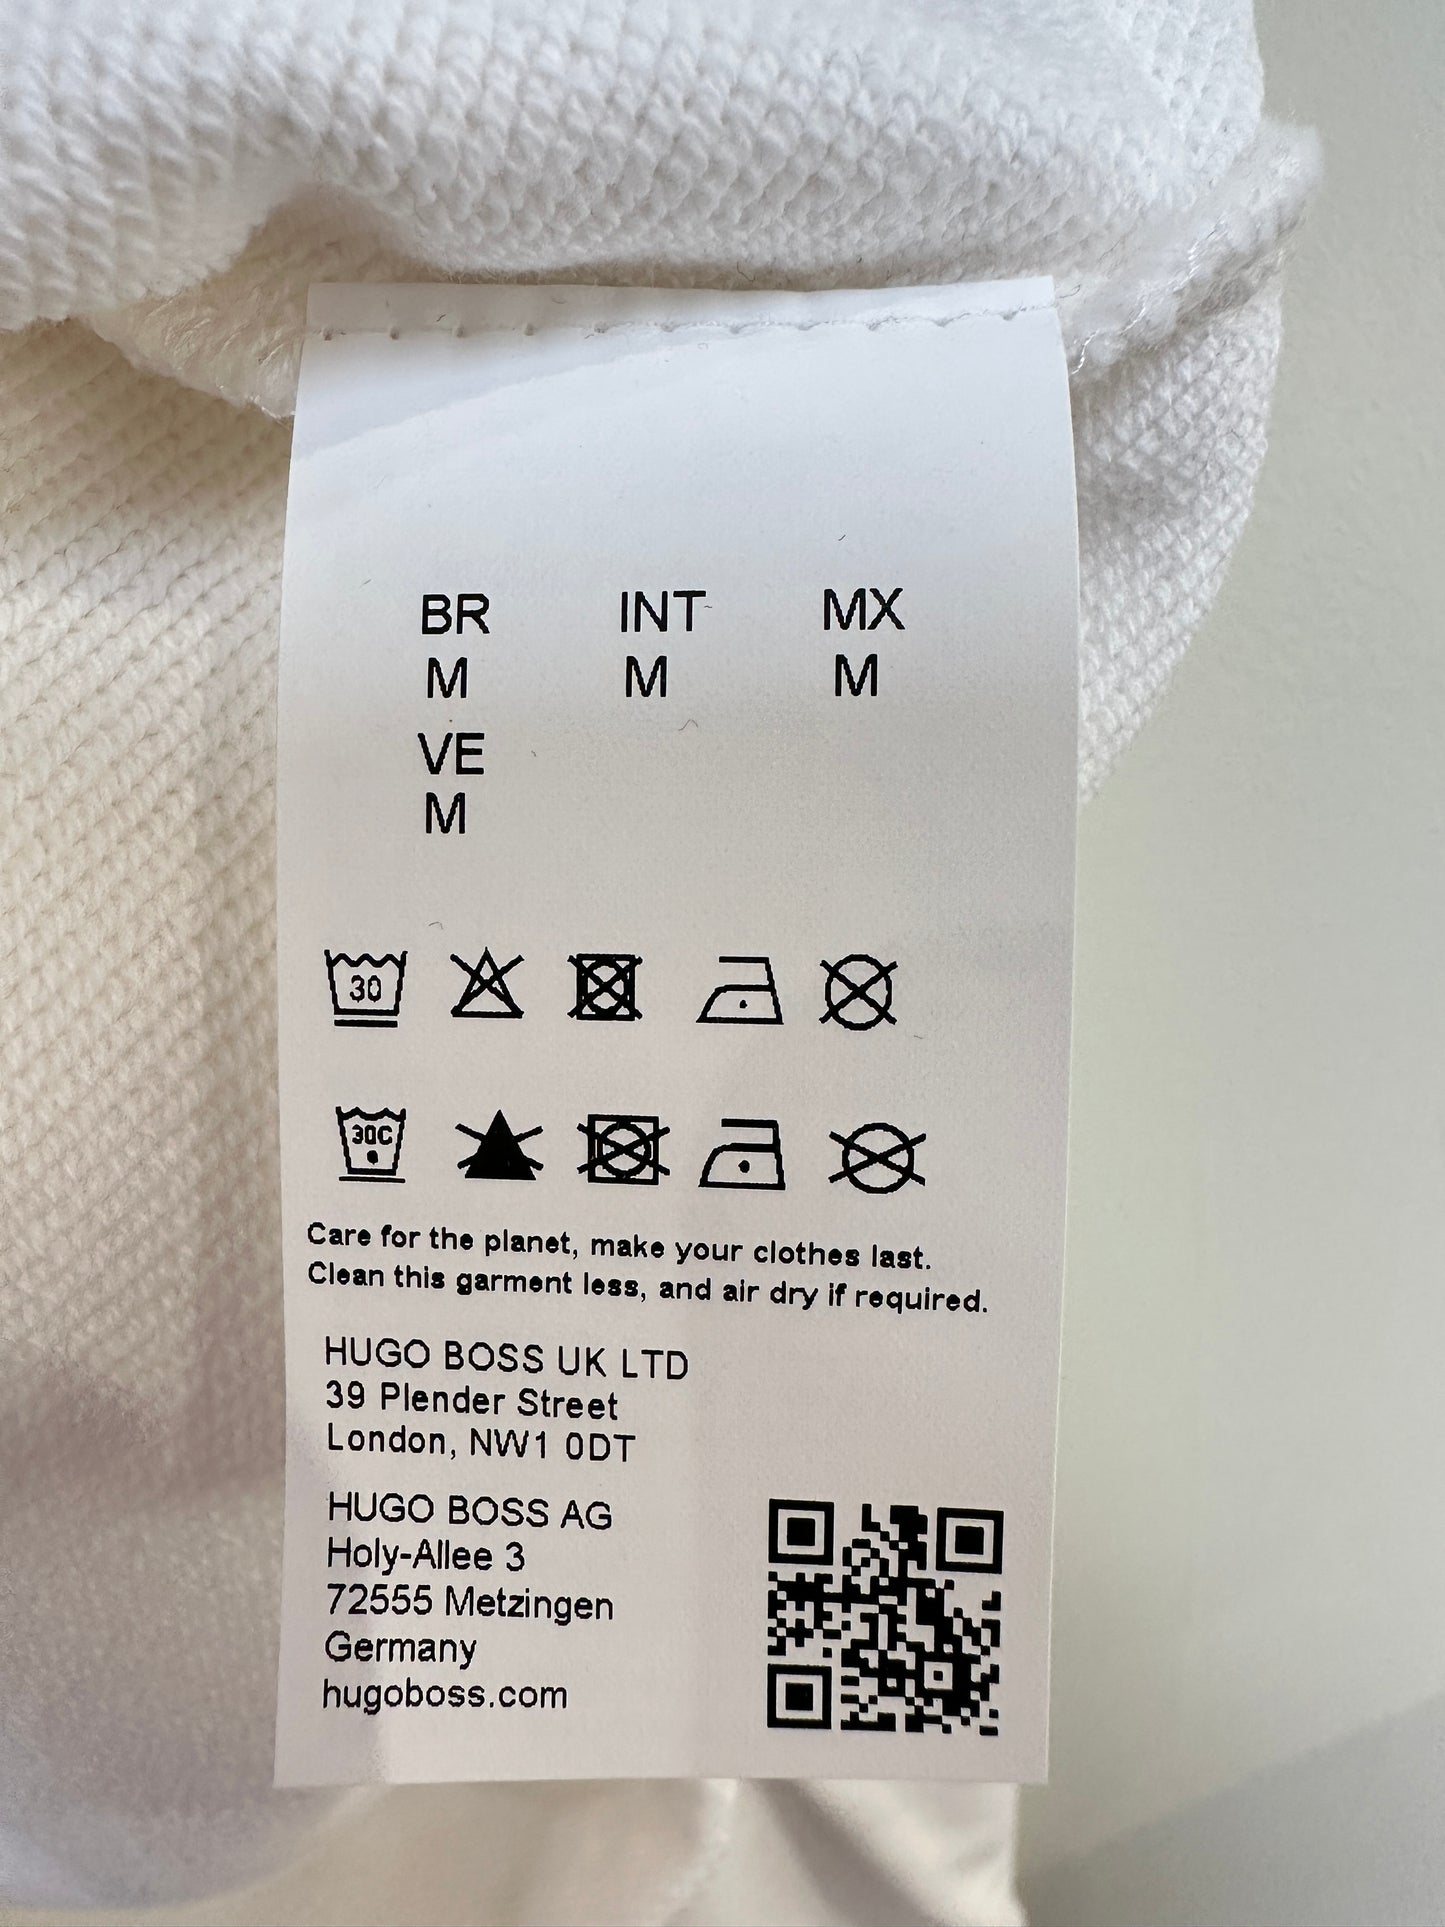 BR INT MX
M M M
VE
M
30
30C
Care for the planet, make your clothes last.
Clean this garment less, and air dry if required.
HUGO BOSS UK LTD
39 Plender Street
London, NW1 0DT
HUGO BOSS AG
Holy-Allee 3
72555 Metzingen
Germany
hugoboss.com